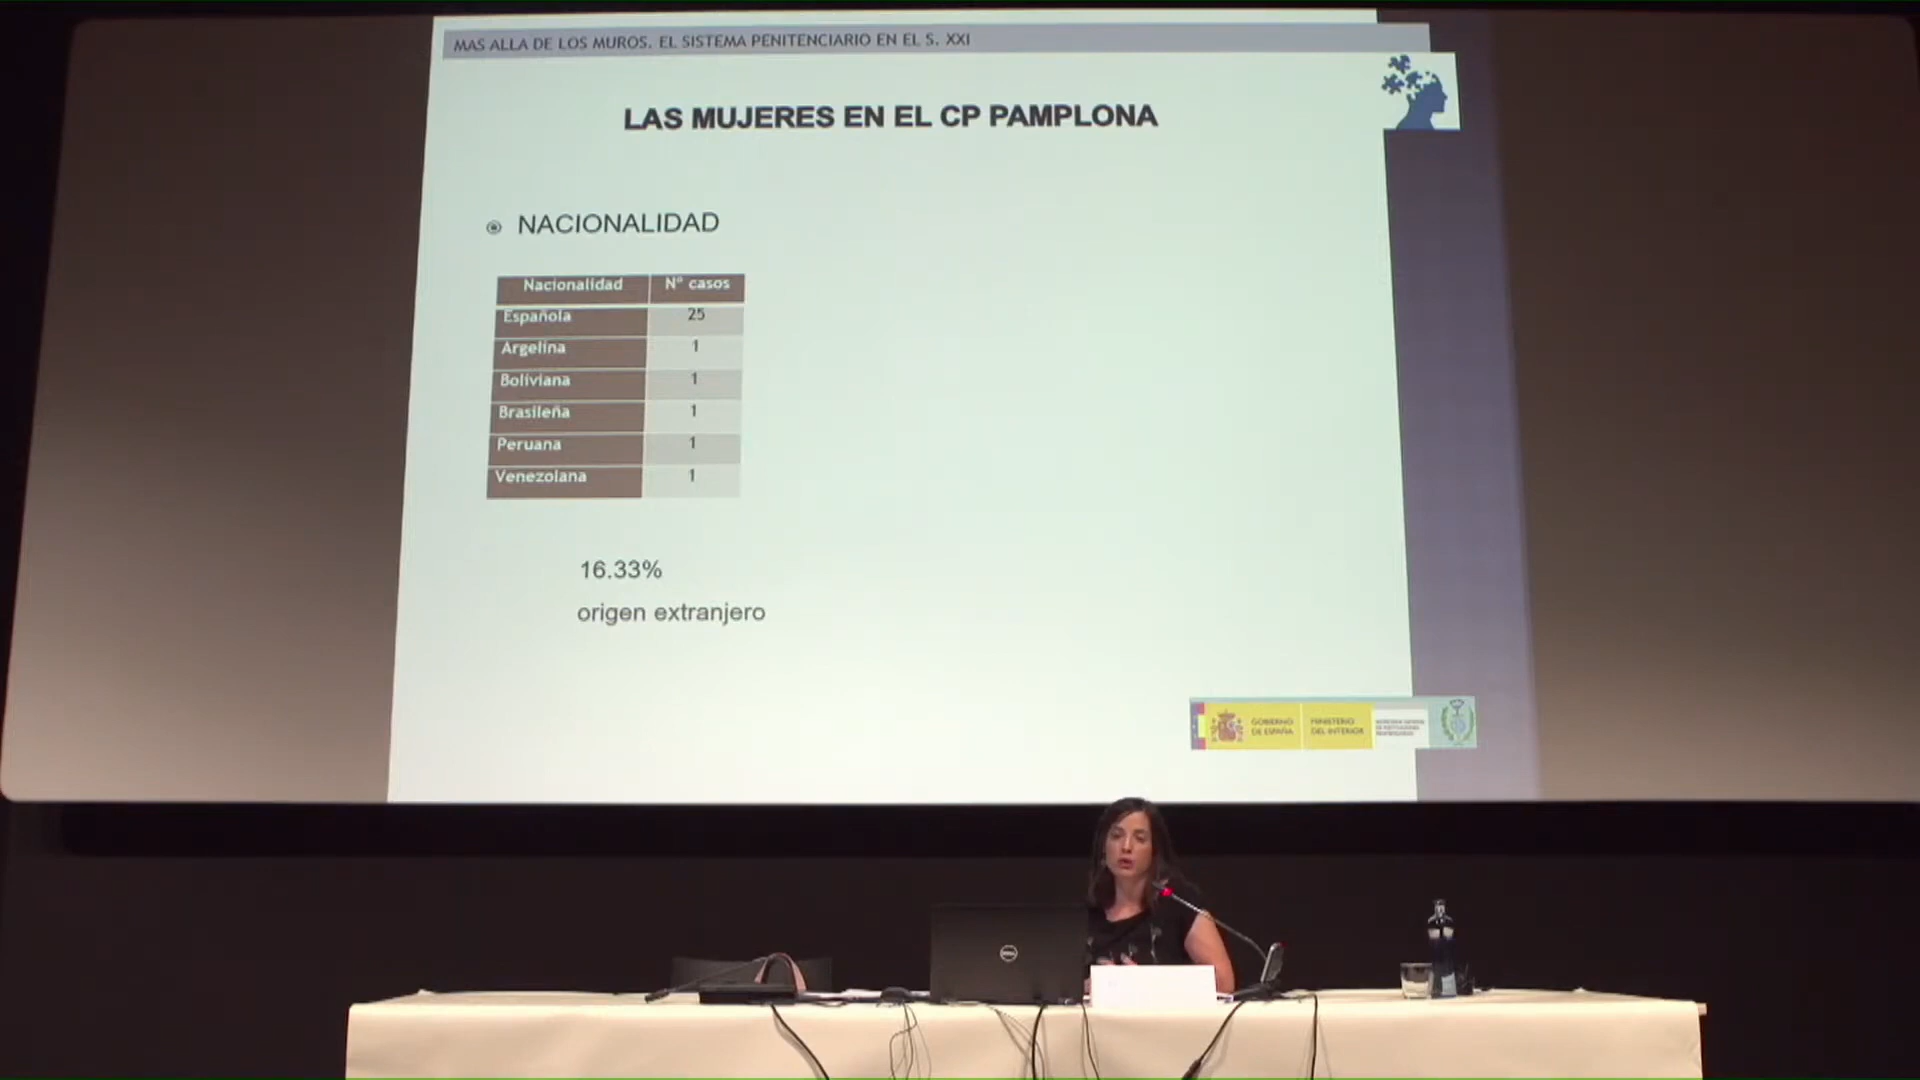 MAS ALLA DE LOS MUROS. EL SISTEMA PENITENCIARIO EN EL S. XXI
LAS MUJERES EN EL CP PAMPLONA
NACIONALIDAD
Nacionalidad Nº casos
Española 25
Argelina 1
Boliviana 1
Brasileña 1
Peruana 1
Venezolana 1
16.33%
origen extranjero
GOBIERNO
DE ESPAÑA
MINISTERIO
DEL INTERIOR
DELL